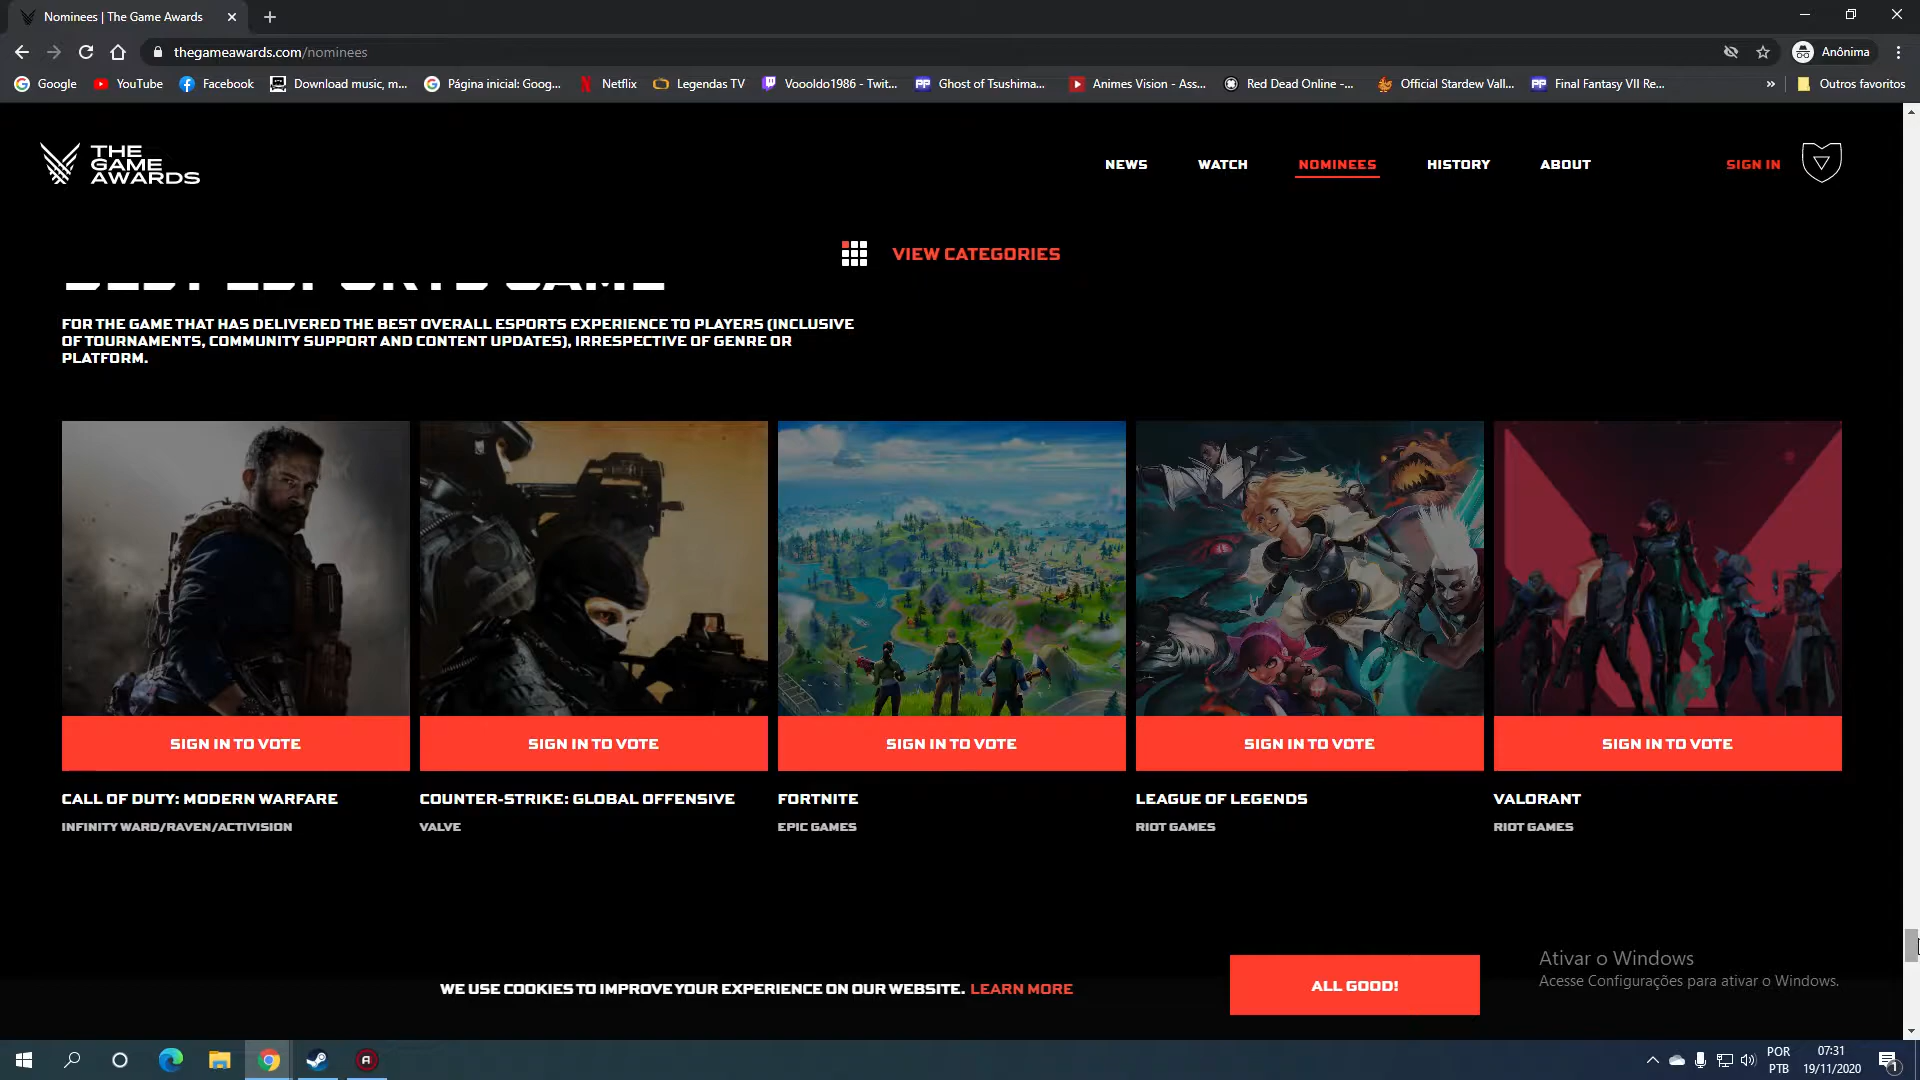 Nominees | The Game Awards
thegameawards.com/nominees
Anônima
Google
YouTube
Facebook
Download music, m...
Página inicial: Goog...
Netflix
Legendas TV
Voooldo1986 - Twit...
Ghost of Tsushima...
Animes Vision - Ass...
Red Dead Online -...
Official Stardew Vall...
Final Fantasy VII Re...
»
Outros favoritos
THE
GAME
AWARDS
NEWS
WATCH
NOMINEES
HISTORY
ABOUT
SIGN IN
VIEW CATEGORIES
BEST ESPORTS GAME
FOR THE GAME THAT HAS DELIVERED THE BEST OVERALL ESPORTS EXPERIENCE TO PLAYERS (INCLUSIVE
OF TOURNAMENTS, COMMUNITY SUPPORT AND CONTENT UPDATES), IRRESPECTIVE OF GENRE OR
PLATFORM.
SIGN IN TO VOTE
SIGN IN TO VOTE
SIGN IN TO VOTE
SIGN IN TO VOTE
SIGN IN TO VOTE
CALL OF DUTY: MODERN WARFARE
INFINITY WARD/RAVEN/ACTIVISION
COUNTER-STRIKE: GLOBAL OFFENSIVE
VALVE
FORTNITE
EPIC GAMES
LEAGUE OF LEGENDS
RIOT GAMES
VALORANT
RIOT GAMES
WE USE COOKIES TO IMPROVE YOUR EXPERIENCE ON OUR WEBSITE. LEARN MORE
ALL GOOD!
Ativar o Windows
Acesse Configurações para ativar o Windows.
POR
PTB
07:31
19/11/2020
1